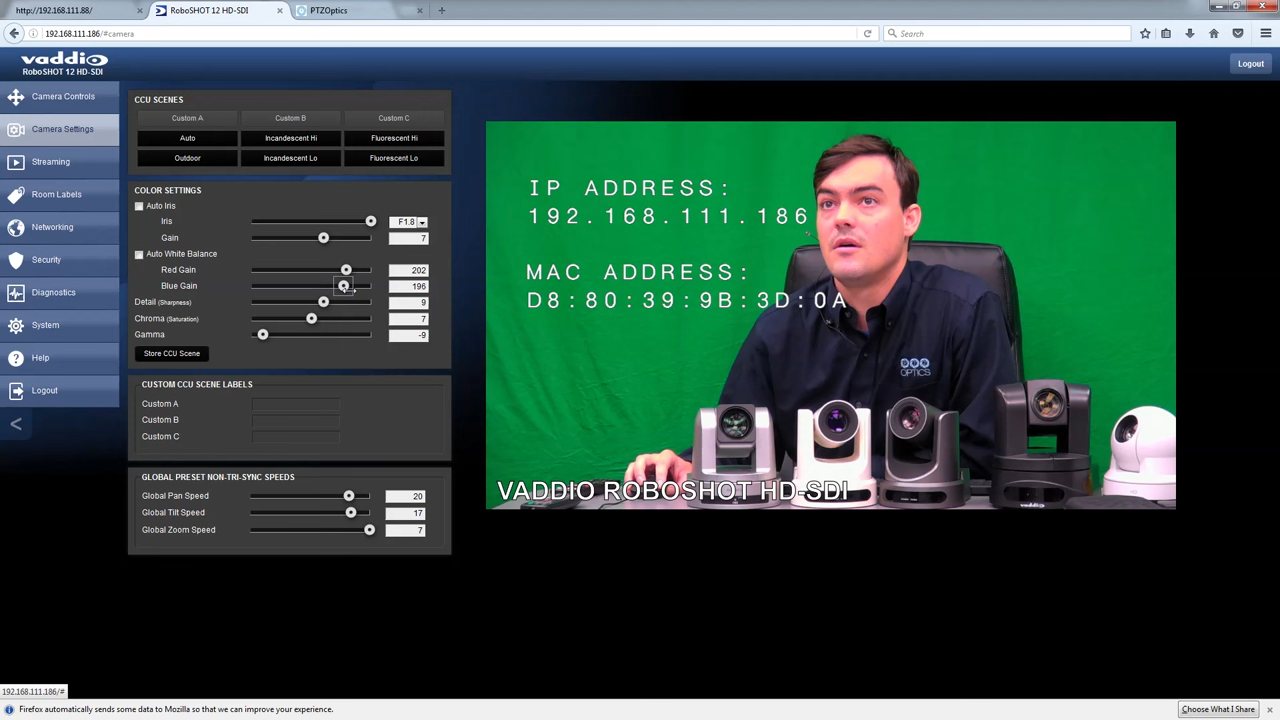 http://192.168.111.88/ × RoboSHOT 12 HD-SDI × PTZOptics × +
192.168.111.186/#camera Search
vaddio
RoboSHOT 12 HD-SDI
Logout
Camera Controls
Camera Settings
Streaming
Room Labels
Networking
Security
Diagnostics
System
Help
Logout
<
CCU SCENES
Custom A Custom B Custom C
Auto Incandescent Hi Fluorescent Hi
Outdoor Incandescent Lo Fluorescent Lo
COLOR SETTINGS
Auto Iris
Iris F1.8
Gain 7
Auto White Balance
Red Gain 202
Blue Gain 196
Detail (Sharpness) 9
Chroma (Saturation) 7
Gamma -9
Store CCU Scene
CUSTOM CCU SCENE LABELS
Custom A
Custom B
Custom C
GLOBAL PRESET NON-TRI-SYNC SPEEDS
Global Pan Speed 20
Global Tilt Speed 17
Global Zoom Speed 7
IP ADDRESS:
192.168.111.186
MAC ADDRESS:
D8:80:39:9B:3D:0A
OPTICS
VADDIO ROBOSHOT HD-SDI
192.168.111.186/#
Firefox automatically sends some data to Mozilla so that we can improve your experience. Choose What I Share ×